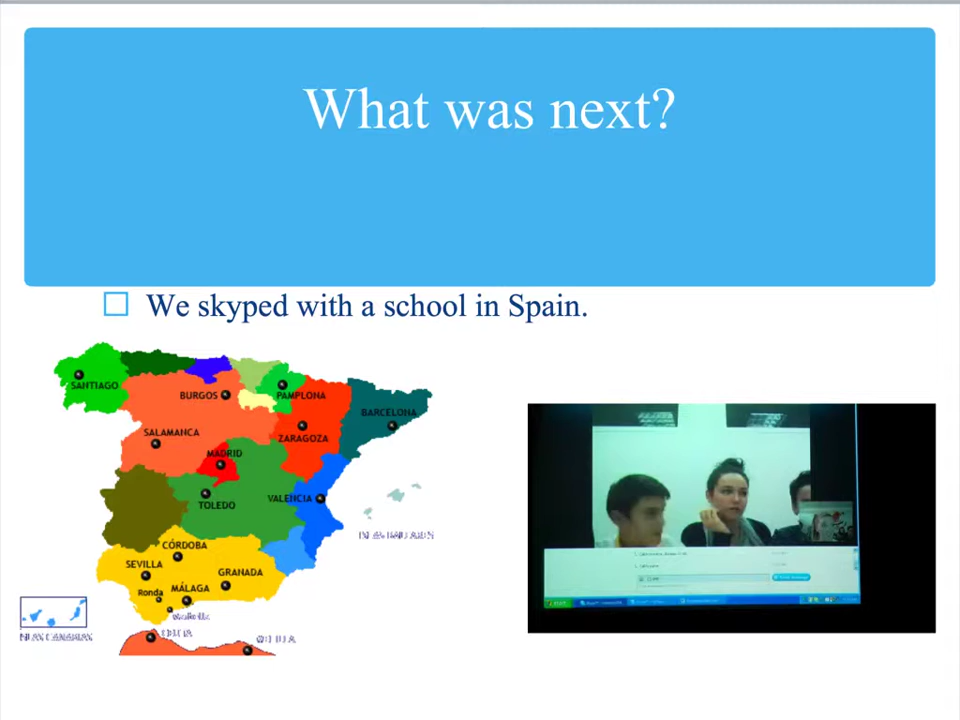 What was next?
We skyped with a school in Spain.
SANTIAGO
BURGOS
PAMPLONA
BARCELONA
SALAMANCA
ZARAGOZA
MADRID
VALENCIA
TOLEDO
CÓRDOBA
SEVILLA
GRANADA
Ronda
MÁLAGA